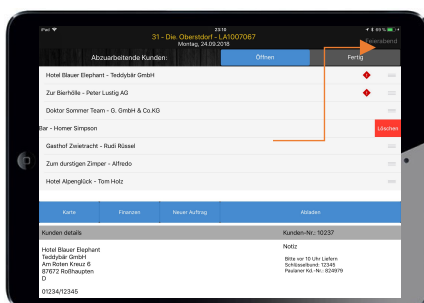 iPad
23:10
69 %
31 - Die. Oberstdorf - LA1007067
Montag, 24.09.2018
Feierabend
Abzuarbeitende Kunden:
Öffnen
Fertig
Hotel Blauer Elephant - Teddybär GmbH
Zur Bierhölle - Peter Lustig AG
Doktor Sommer Team - G. GmbH & Co.KG
Bar - Homer Simpson
Löschen
Gasthof Zwietracht - Rudi Rüssel
Zum durstigen Zimper - Alfredo
Hotel Alpenglück - Tom Holz
Karte
Finanzen
Neuer Auftrag
Abladen
Kunden details
Kunden-Nr.: 10237
Hotel Blauer Elephant
Teddybär GmbH
Am Roten Kreuz 6
87672 Roßhaupten
D
01234/12345
Notiz
Bitte vor 10 Uhr Liefern
Schlüsselbund: 12345
Paulaner Kd.-Nr.: 824979